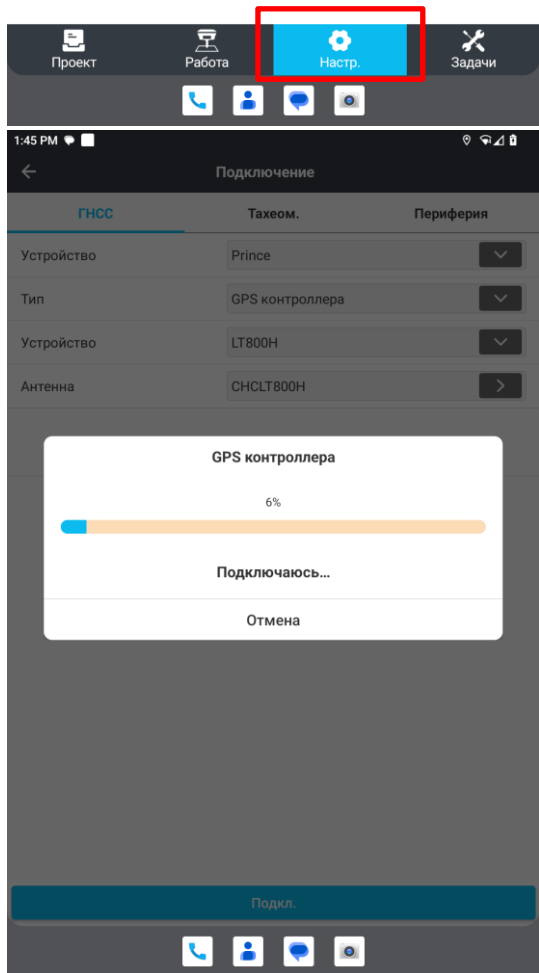 Проект Работа Настр. Задачи
1:45 PM
Подключение
ГНСС Тахеом. Периферия
Устройство Prince
Тип GPS контроллера
Устройство LT800H
Антенна CHCLT800H
GPS контроллера
6%
Подключаюсь...
Отмена
Подкл.